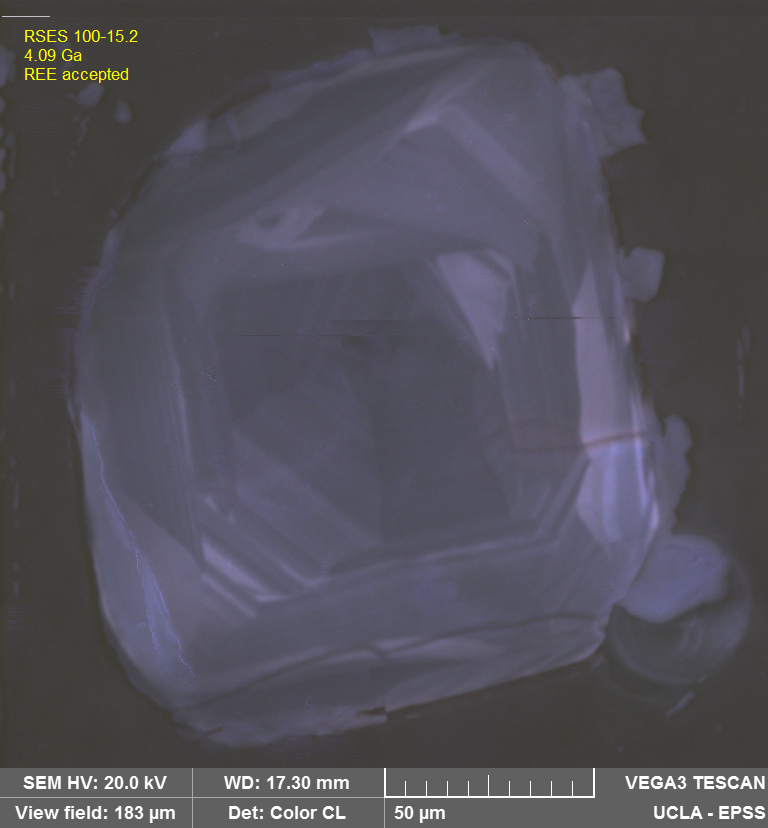 RSES 100-15.2
4.09 Ga
REE accepted
SEM HV: 20.0 kV WD: 17.30 mm VEGA3 TESCAN
View field: 183 µm Det: Color CL 50 µm UCLA - EPSS